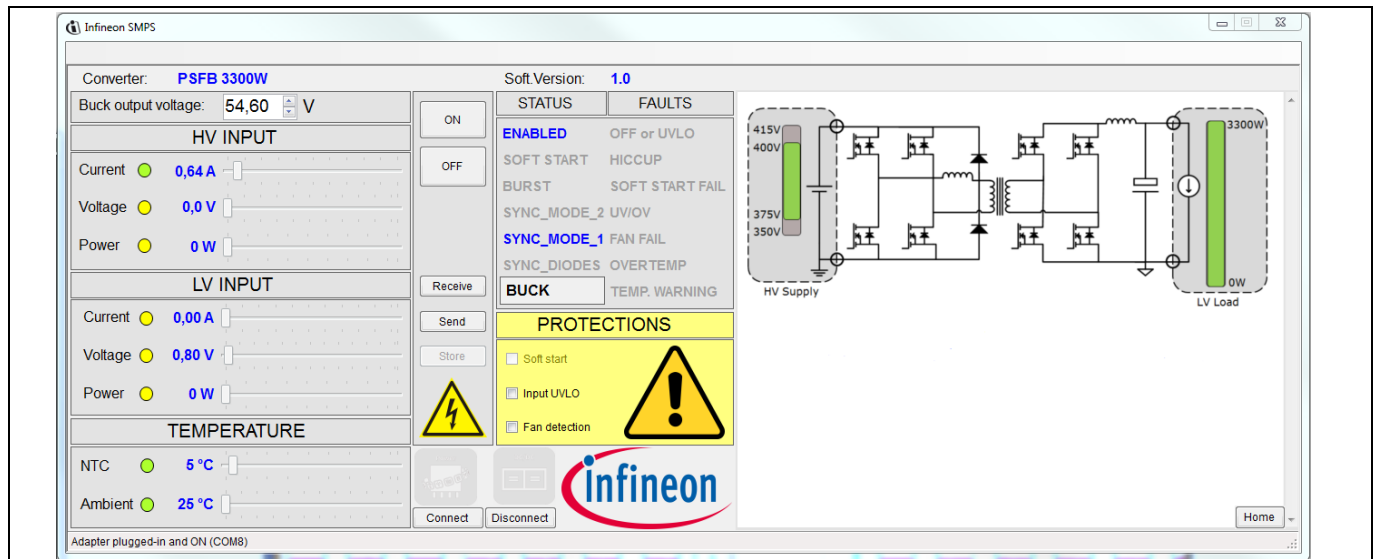 Infineon SMPS
Converter: PSFB 3300W Soft.Version: 1.0
Buck output voltage: 54,60 V
HV INPUT
Current 0,64 A
Voltage 0,0 V
Power 0 W
LV INPUT
Current 0,00 A
Voltage 0,80 V
Power 0 W
TEMPERATURE
NTC 5 °C
Ambient 25 °C
ON
OFF
Receive
Send
Store
Connect
Disconnect
STATUS FAULTS
ENABLED OFF or UVLO
SOFT START HICCUP
BURST SOFT START FAIL
SYNC_MODE_2 UV/OV
SYNC_MODE_1 FAN FAIL
SYNC_DIODES OVERTEMP
BUCK TEMP. WARNING
PROTECTIONS
Soft start
Input UVLO
Fan detection
infineon
415V
400V
375V
350V
HV Supply
3300W
0W
LV Load
Home
Adapter plugged-in and ON (COM8)